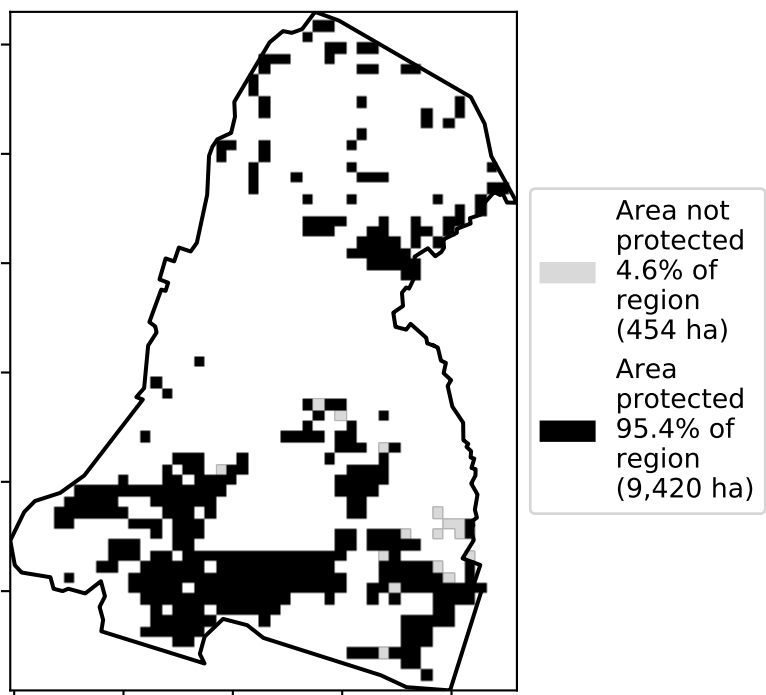 Area not
protected
4.6% of
region
(454 ha)
Area
protected
95.4% of
region
(9,420 ha)